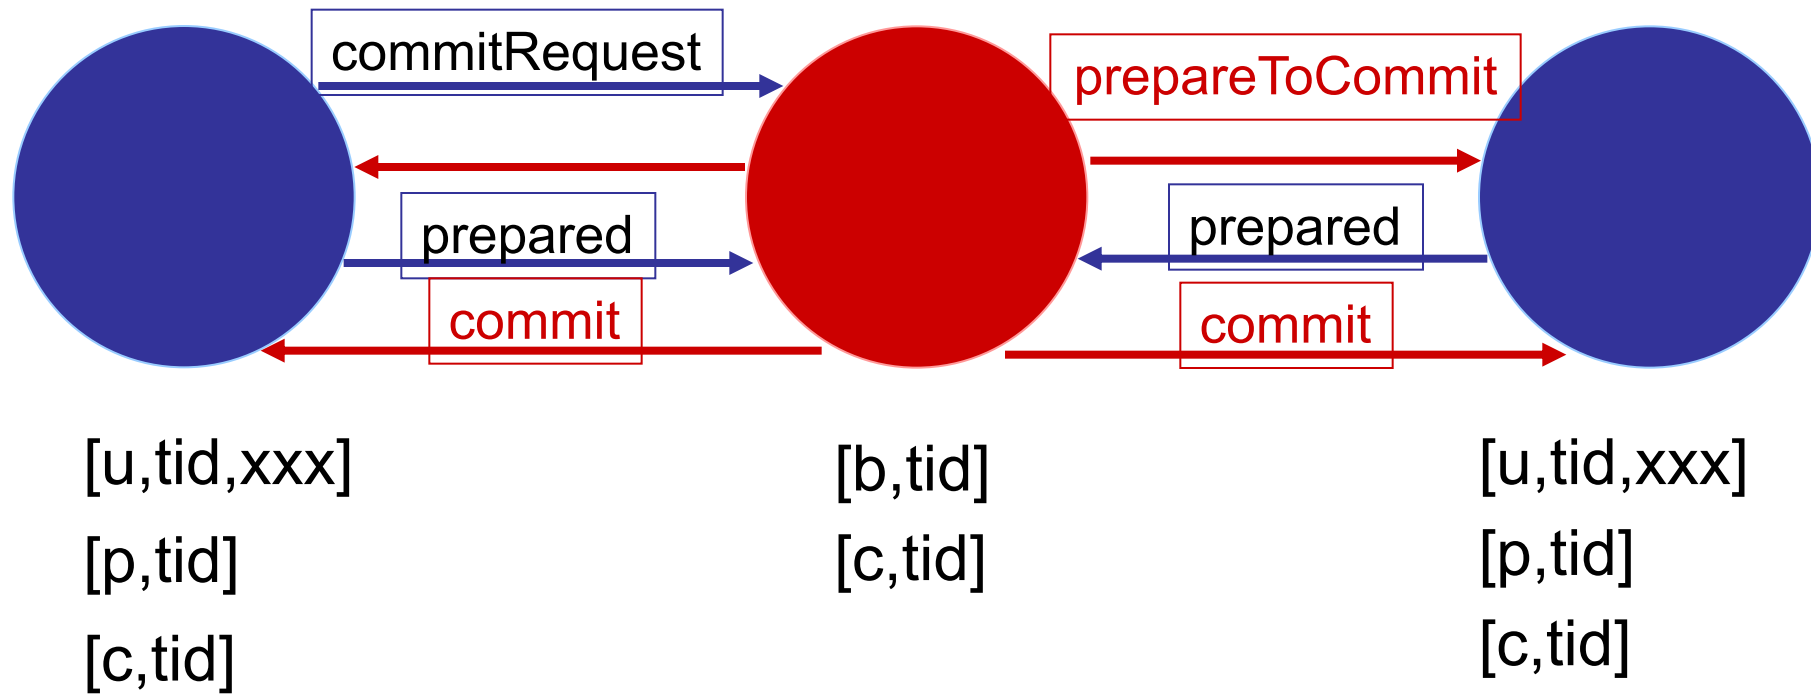 commitRequest
prepareToCommit
prepared
prepared
commit
commit
[u,tid,xxx]
[p,tid]
[c,tid]
[b,tid]
[c,tid]
[u,tid,xxx]
[p,tid]
[c,tid]